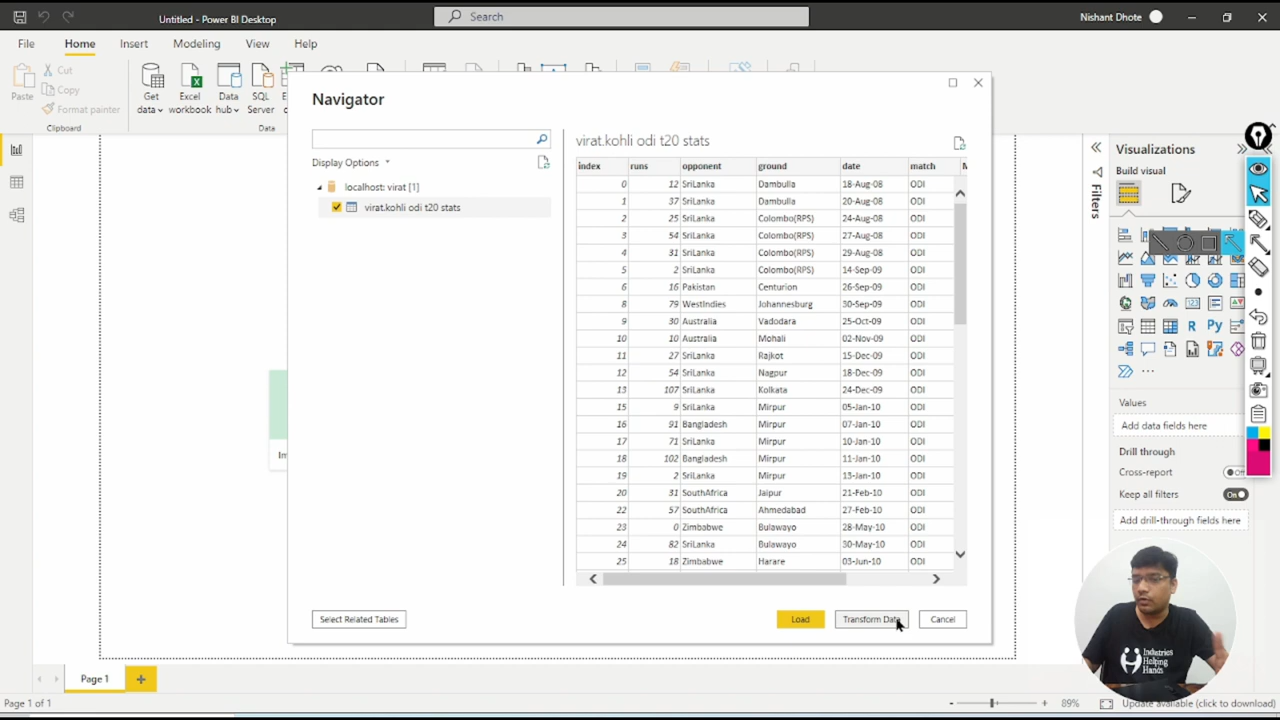 Untitled - Power BI Desktop
Search
Nishant Dhote
File Home Insert Modeling View Help
Paste
Cut
Copy
Format painter
Clipboard
Get data
Excel workbook
Data hub
SQL Server
Data
Navigator
Display Options
localhost: virat [1]
virat.kohli odi t20 stats
virat.kohli odi t20 stats
index runs opponent ground date match
0 12 SriLanka Dambulla 18-Aug-08 ODI
1 37 SriLanka Dambulla 20-Aug-08 ODI
2 25 SriLanka Colombo(RPS) 24-Aug-08 ODI
3 54 SriLanka Colombo(RPS) 27-Aug-08 ODI
4 31 SriLanka Colombo(RPS) 29-Aug-08 ODI
5 2 SriLanka Colombo(RPS) 14-Sep-09 ODI
6 16 Pakistan Centurion 26-Sep-09 ODI
8 79 WestIndies Johannesburg 30-Sep-09 ODI
9 30 Australia Vadodara 25-Oct-09 ODI
10 10 Australia Mohali 02-Nov-09 ODI
11 27 SriLanka Rajkot 15-Dec-09 ODI
12 54 SriLanka Nagpur 18-Dec-09 ODI
13 107 SriLanka Kolkata 24-Dec-09 ODI
15 9 SriLanka Mirpur 05-Jan-10 ODI
16 91 Bangladesh Mirpur 07-Jan-10 ODI
17 71 SriLanka Mirpur 10-Jan-10 ODI
18 102 Bangladesh Mirpur 11-Jan-10 ODI
19 2 SriLanka Mirpur 13-Jan-10 ODI
20 31 SouthAfrica Jaipur 21-Feb-10 ODI
22 57 SouthAfrica Ahmedabad 27-Feb-10 ODI
23 0 Zimbabwe Bulawayo 28-May-10 ODI
24 82 SriLanka Bulawayo 30-May-10 ODI
25 18 Zimbabwe Harare 03-Jun-10 ODI
Select Related Tables
Load
Transform Data
Cancel
Filters
Visualizations
Build visual
R Py
Values
Add data fields here
Drill through
Cross-report
Off
Keep all filters
On
Add drill-through fields here
Industries
Helping
Hands
Page 1
Page 1 of 1
- + 89%
Update available (click to download)